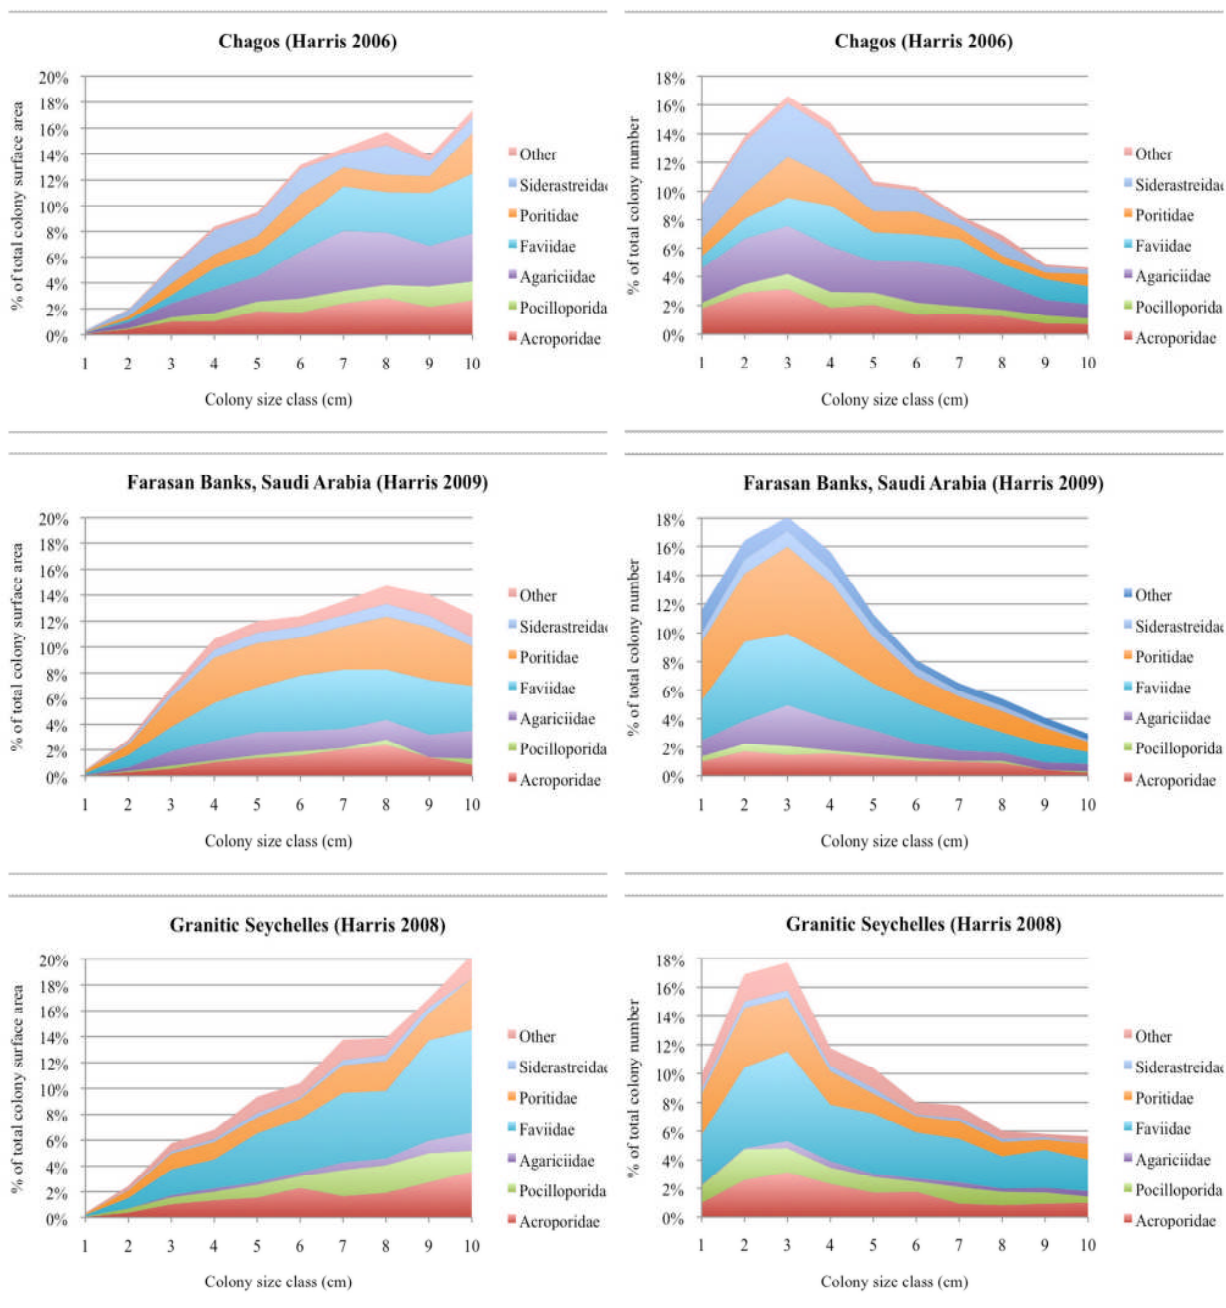 Chagos (Harris 2006)
% of total colony surface area
20%
18%
16%
14%
12%
10%
8%
6%
4%
2%
0%
1 2 3 4 5 6 7 8 9 10
Colony size class (cm)
Other
Siderastreidae
Poritidae
Faviidae
Agariciidae
Pocilloporida
Acroporidae
Chagos (Harris 2006)
% of total colony number
18%
16%
14%
12%
10%
8%
6%
4%
2%
0%
1 2 3 4 5 6 7 8 9 10
Colony size class (cm)
Other
Siderastreidae
Poritidae
Faviidae
Agariciidae
Pocilloporida
Acroporidae
Farasan Banks, Saudi Arabia (Harris 2009)
% of total colony surface area
20%
18%
16%
14%
12%
10%
8%
6%
4%
2%
0%
1 2 3 4 5 6 7 8 9 10
Colony size class (cm)
Other
Siderastreidae
Poritidae
Faviidae
Agariciidae
Pocilloporida
Acroporidae
Farasan Banks, Saudi Arabia (Harris 2009)
% of total colony number
18%
16%
14%
12%
10%
8%
6%
4%
2%
0%
1 2 3 4 5 6 7 8 9 10
Colony size class (cm)
Other
Siderastreidae
Poritidae
Faviidae
Agariciidae
Pocilloporida
Acroporidae
Granitic Seychelles (Harris 2008)
% of total colony surface area
20%
18%
16%
14%
12%
10%
8%
6%
4%
2%
0%
1 2 3 4 5 6 7 8 9 10
Colony size class (cm)
Other
Siderastreidae
Poritidae
Faviidae
Agariciidae
Pocilloporida
Acroporidae
Granitic Seychelles (Harris 2008)
% of total colony number
18%
16%
14%
12%
10%
8%
6%
4%
2%
0%
1 2 3 4 5 6 7 8 9 10
Colony size class (cm)
Other
Siderastreidae
Poritidae
Faviidae
Agariciidae
Pocilloporida
Acroporidae